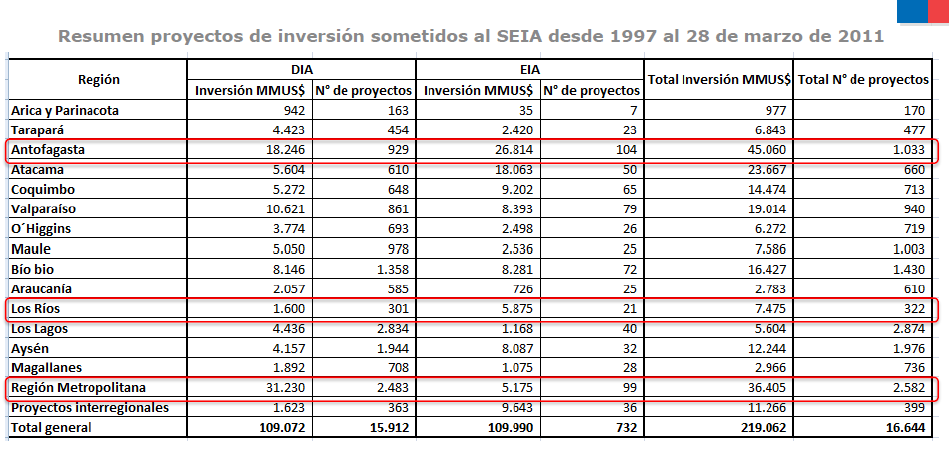 Resumen proyectos de inversión sometidos al SEIA desde 1997 al 28 de marzo de 2011
Región DIA EIA Total Inversión MMUS$ Total N° de proyectos
Inversión MMUS$ N° de proyectos Inversión MMUS$ N° de proyectos
Arica y Parinacota 942 163 35 7 977 170
Tarapará 4.423 454 2.420 23 6.843 477
Antofagasta 18.246 929 26.814 104 45.060 1.033
Atacama 5.604 610 18.063 50 23.667 660
Coquimbo 5.272 648 9.202 65 14.474 713
Valparaíso 10.621 861 8.393 79 19.014 940
O´Higgins 3.774 693 2.498 26 6.272 719
Maule 5.050 978 2.536 25 7.586 1.003
Bío bio 8.146 1.358 8.281 72 16.427 1.430
Araucanía 2.057 585 726 25 2.783 610
Los Ríos 1.600 301 5.875 21 7.475 322
Los Lagos 4.436 2.834 1.168 40 5.604 2.874
Aysén 4.157 1.944 8.087 32 12.244 1.976
Magallanes 1.892 708 1.075 28 2.966 736
Región Metropolitana 31.230 2.483 5.175 99 36.405 2.582
Proyectos interregionales 1.623 363 9.643 36 11.266 399
Total general 109.072 15.912 109.990 732 219.062 16.644